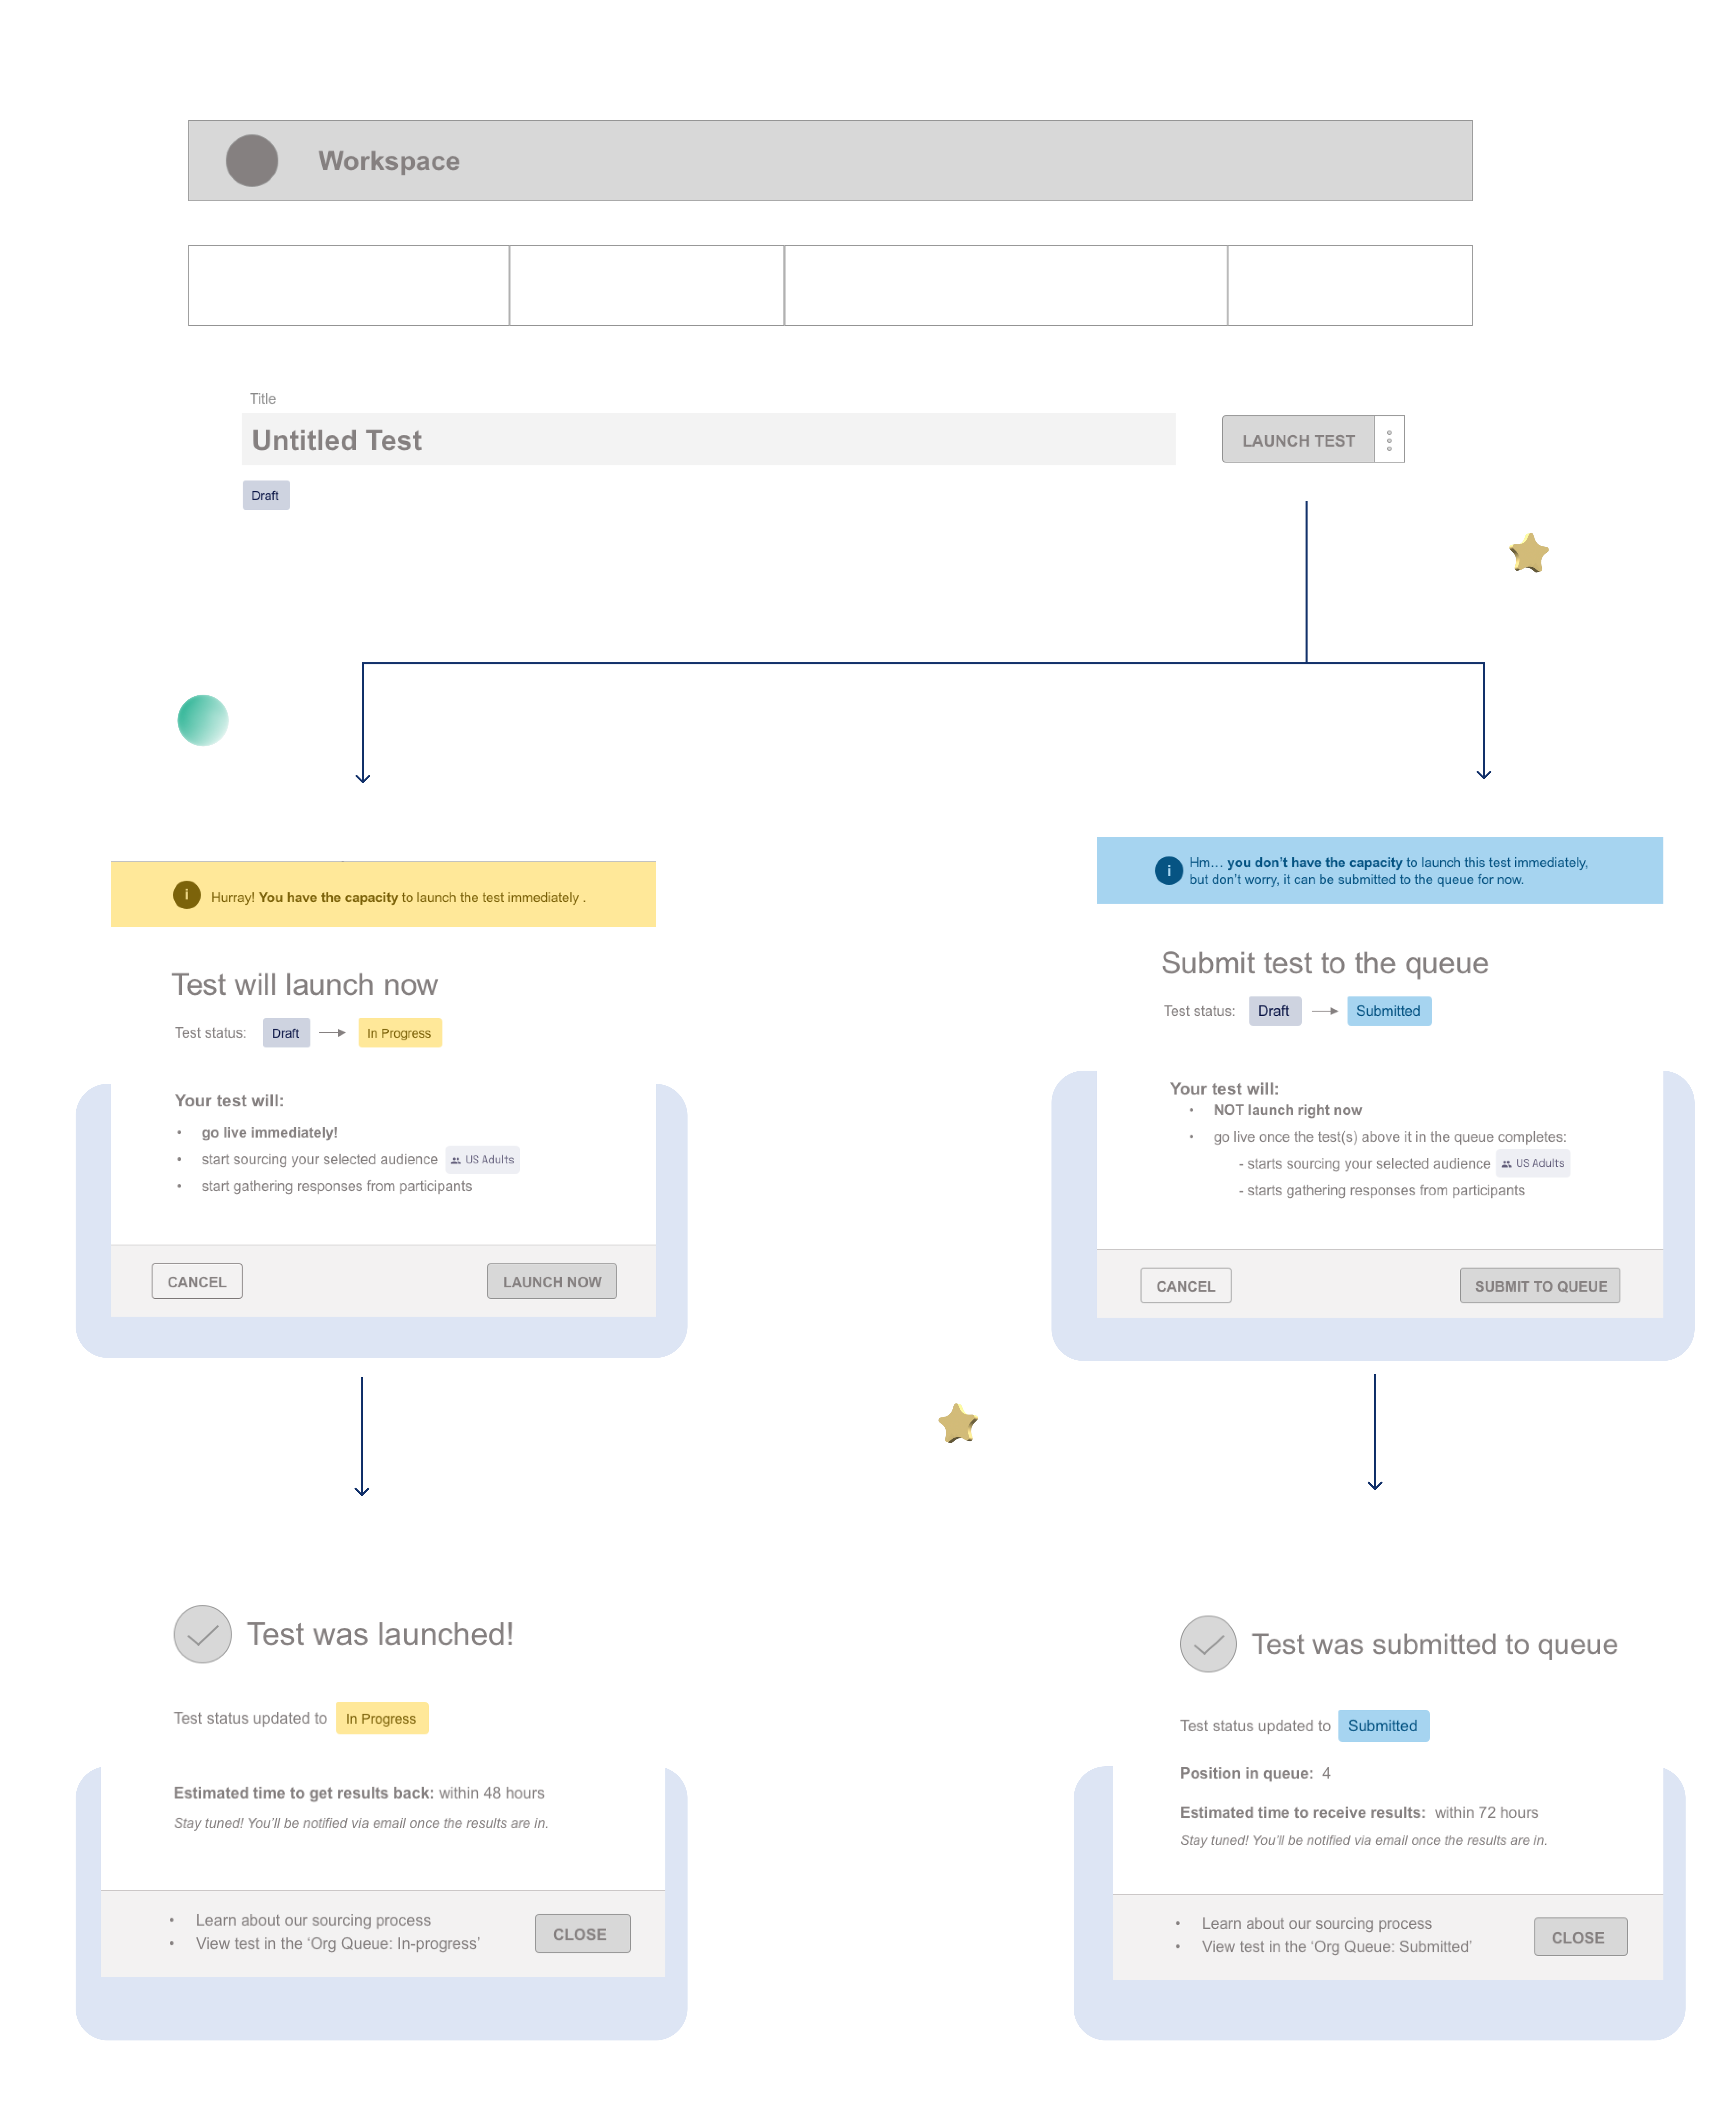 Workspace
Title
Untitled Test
LAUNCH TEST
Draft
Hurray! You have the capacity to launch the test immediately .
Test will launch now
Test status: Draft In Progress
Your test will:
• go live immediately!
• start sourcing your selected audience US Adults
• start gathering responses from participants
CANCEL LAUNCH NOW
Hm… you don’t have the capacity to launch this test immediately,
but don’t worry, it can be submitted to the queue for now.
Submit test to the queue
Test status: Draft Submitted
Your test will:
• NOT launch right now
• go live once the test(s) above it in the queue completes:
- starts sourcing your selected audience US Adults
- starts gathering responses from participants
CANCEL SUBMIT TO QUEUE
Test was launched!
Test status updated to In Progress
Estimated time to get results back: within 48 hours
Stay tuned! You’ll be notified via email once the results are in.
• Learn about our sourcing process
• View test in the ‘Org Queue: In-progress’
CLOSE
Test was submitted to queue
Test status updated to Submitted
Position in queue: 4
Estimated time to receive results: within 72 hours
Stay tuned! You’ll be notified via email once the results are in.
• Learn about our sourcing process
• View test in the ‘Org Queue: Submitted’
CLOSE